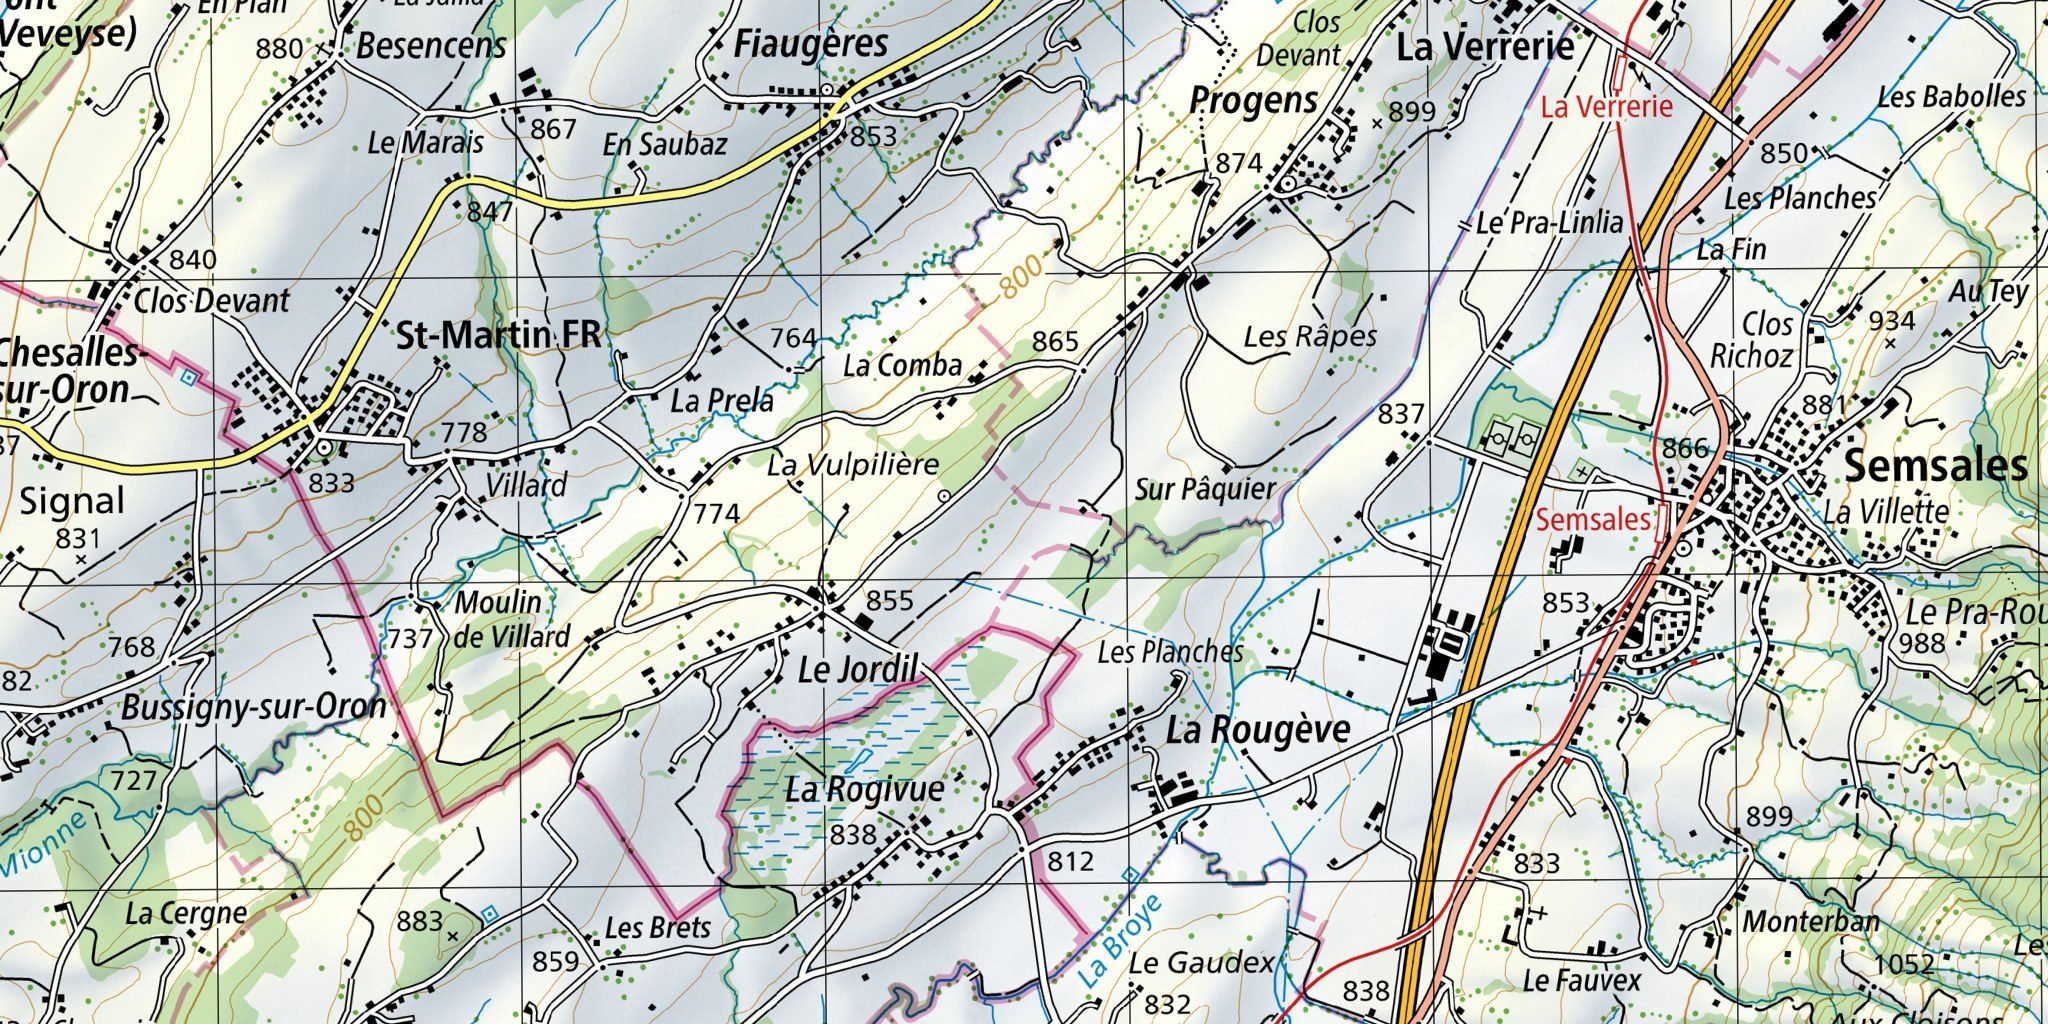 En Plan
Veveyse)
880
Besencens
Fiaugères
Clos
Devant
La Verrerie
Progens
899
La Verrerie
Les Babolles
Le Marais
867
En Saubaz
853
874
850
Les Planches
847
Le Pra-Linlia
La Fin
840
Clos Devant
800
Au Tey
St-Martin FR
764
865
Les Râpes
Clos
Richoz
934
Chesalles-
sur-Oron
La Comba
La Prela
881
837
778
866
Semsales
La Vulpilière
Signal
833
Villard
Sur Pâquier
774
Semsales
La Villette
831
Moulin
de Villard
855
853
737
Le Pra-Rou
988
768
82
Le Jordil
Les Planches
Bussigny-sur-Oron
La Rougève
727
La Rogivue
800
838
899
Mionne
812
833
La Cergne
883
Les Brets
La Broye
Monterban
859
Le Gaudex
832
838
Le Fauvex
1052
Aux Cloisons